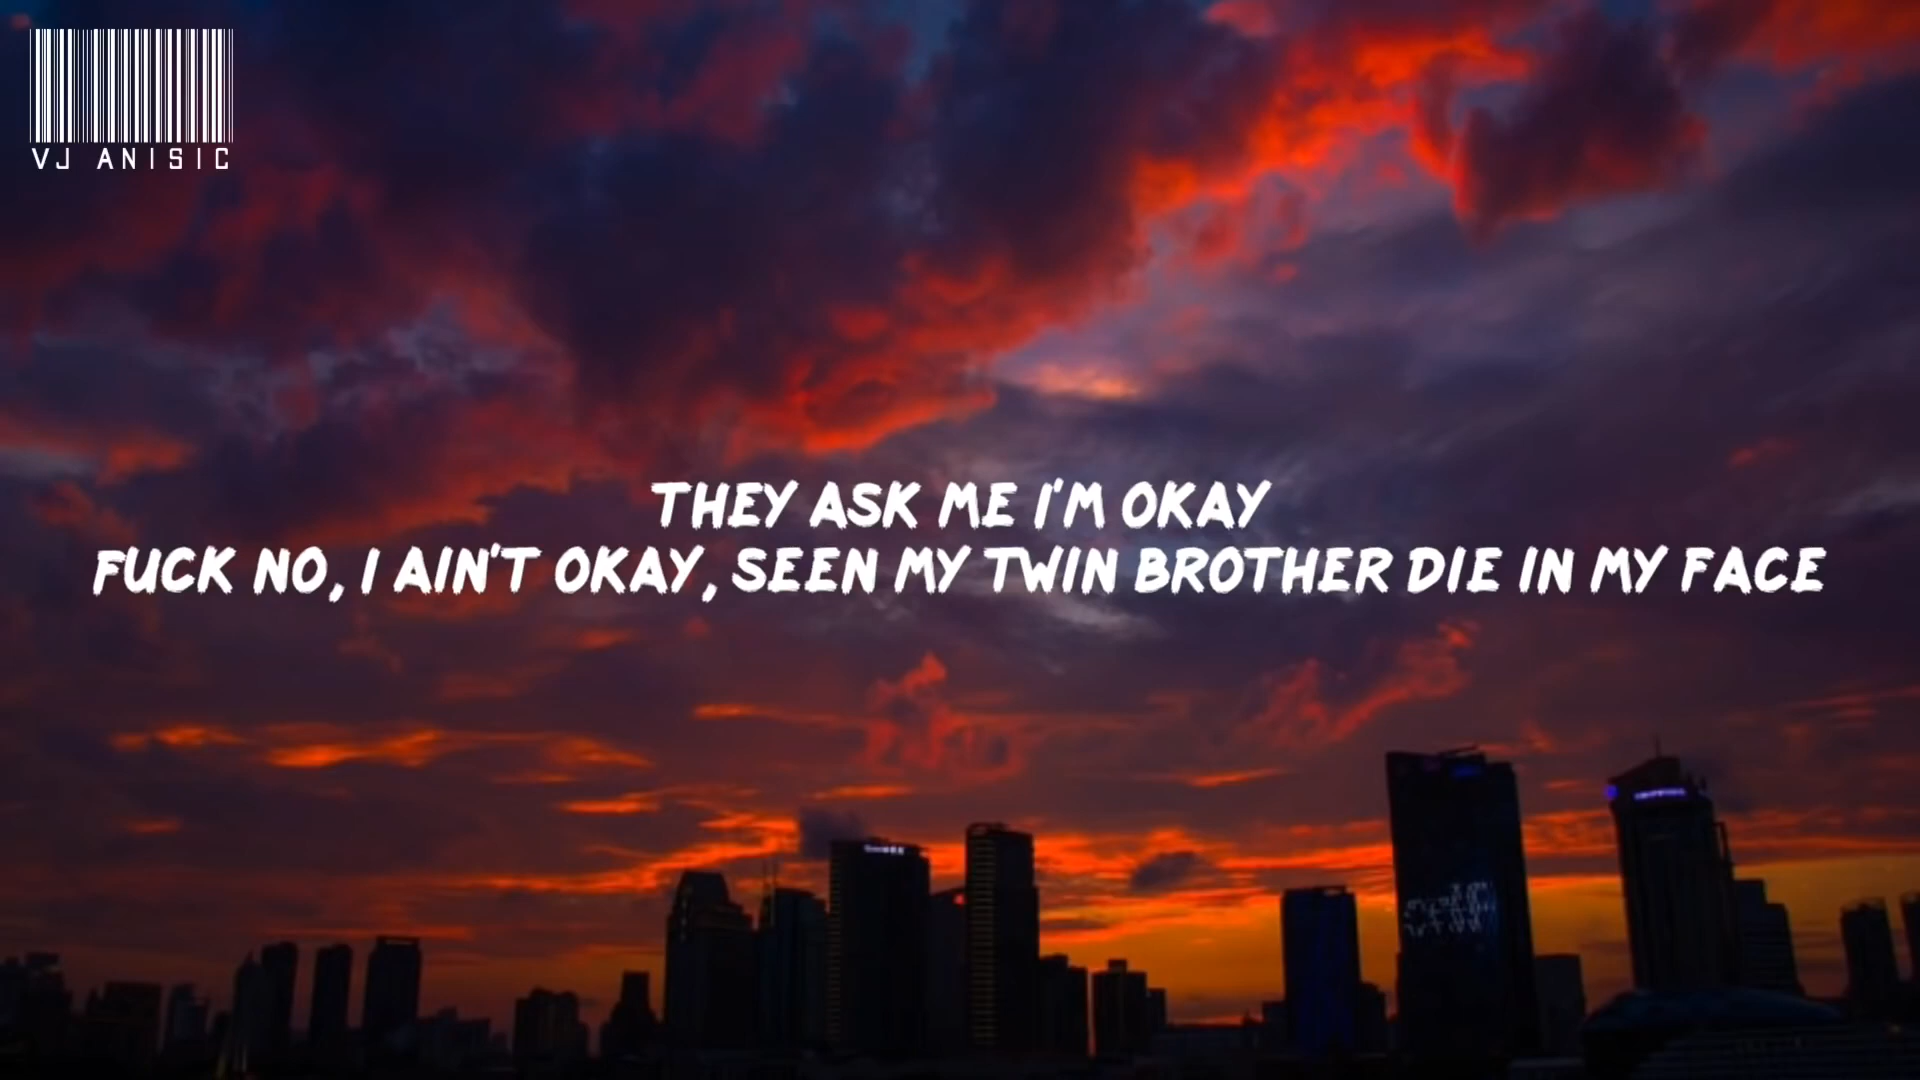 VJ ANISIC
THEY ASK ME I'M OKAY
FUCK NO, I AIN'T OKAY, SEEN MY TWIN BROTHER DIE IN MY FACE